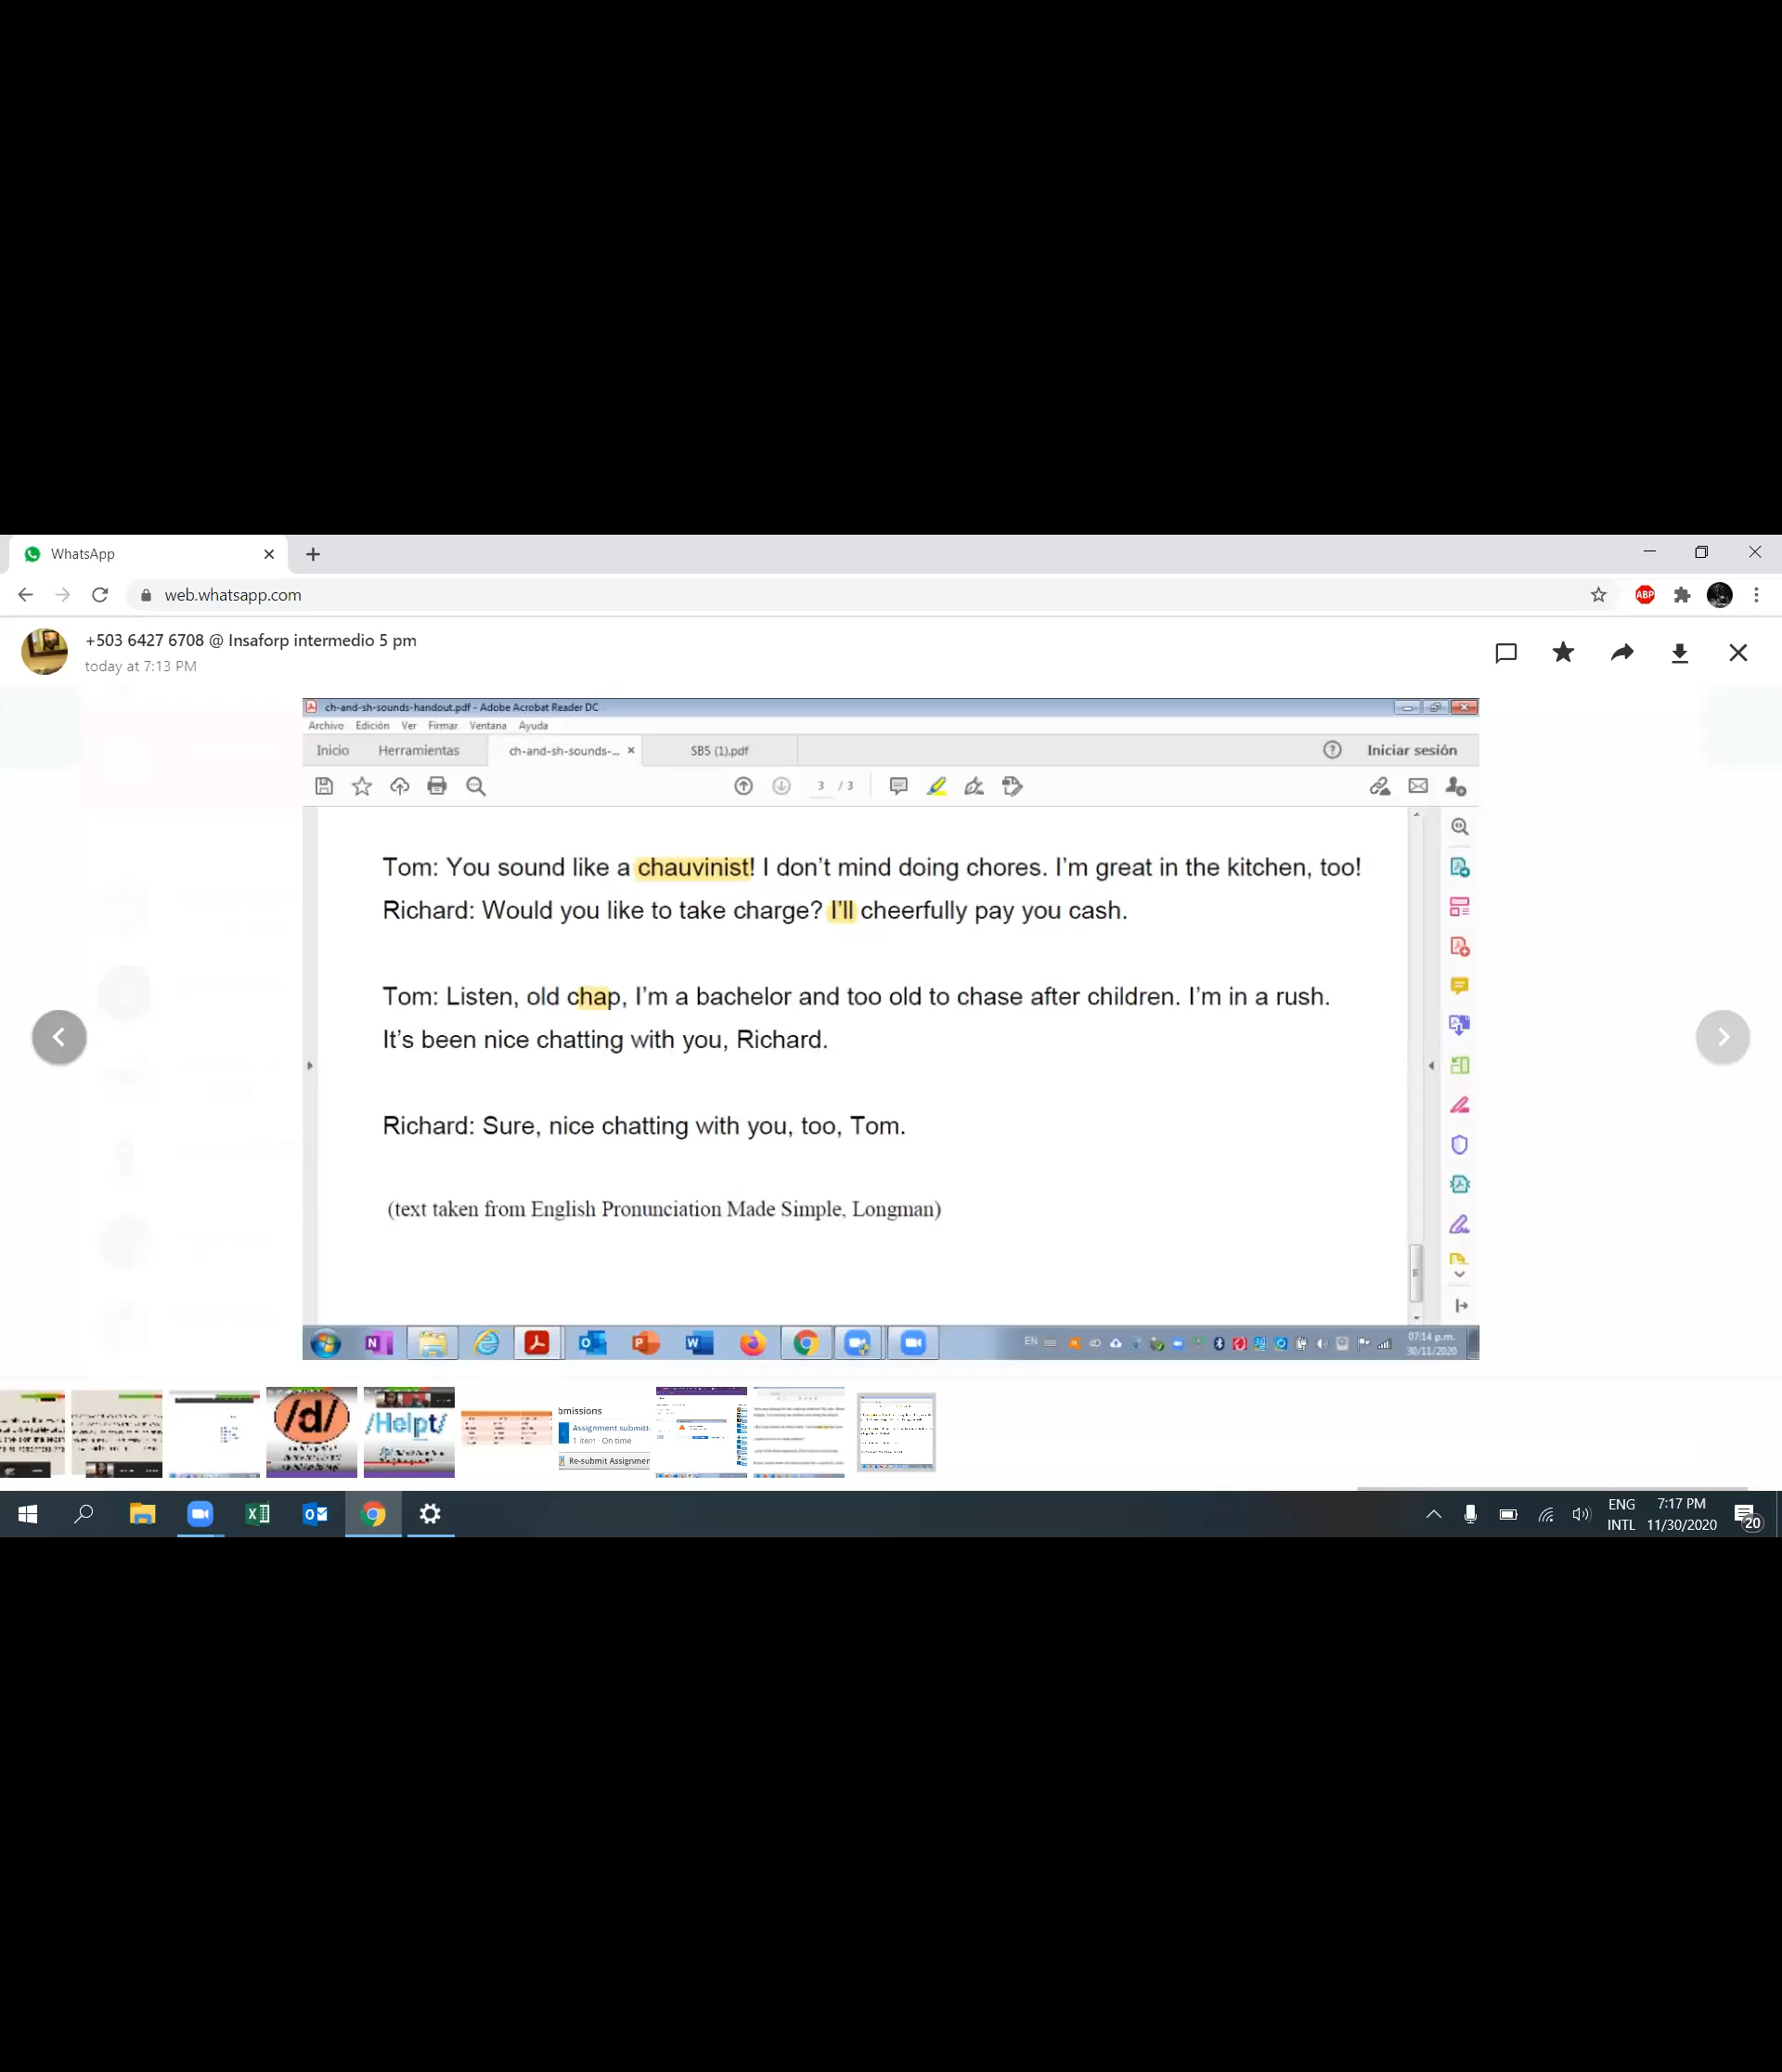 WhatsApp
web.whatsapp.com
ABP
+503 6427 6708 @ Insaforp intermedio 5 pm
today at 7:13 PM
ch-and-sh-sounds-handout.pdf - Adobe Acrobat Reader DC
Archivo Edición Ver Firmar Ventana Ayuda
Inicio Herramientas ch-and-sh-sounds-... SB5 (1).pdf Iniciar sesión
3 / 3
Tom: You sound like a chauvinist! I don't mind doing chores. I'm great in the kitchen, too!
Richard: Would you like to take charge? I'll cheerfully pay you cash.
Tom: Listen, old chap, I'm a bachelor and too old to chase after children. I'm in a rush.
It's been nice chatting with you, Richard.
Richard: Sure, nice chatting with you, too, Tom.
(text taken from English Pronunciation Made Simple, Longman)
EN
07:14 p.m.
30/11/2020
/d/
/Helpt/
bmissions
Assignment submitt
1 item - On time
Re-submit Assignmen
ENG
INTL
7:17 PM
11/30/2020
20